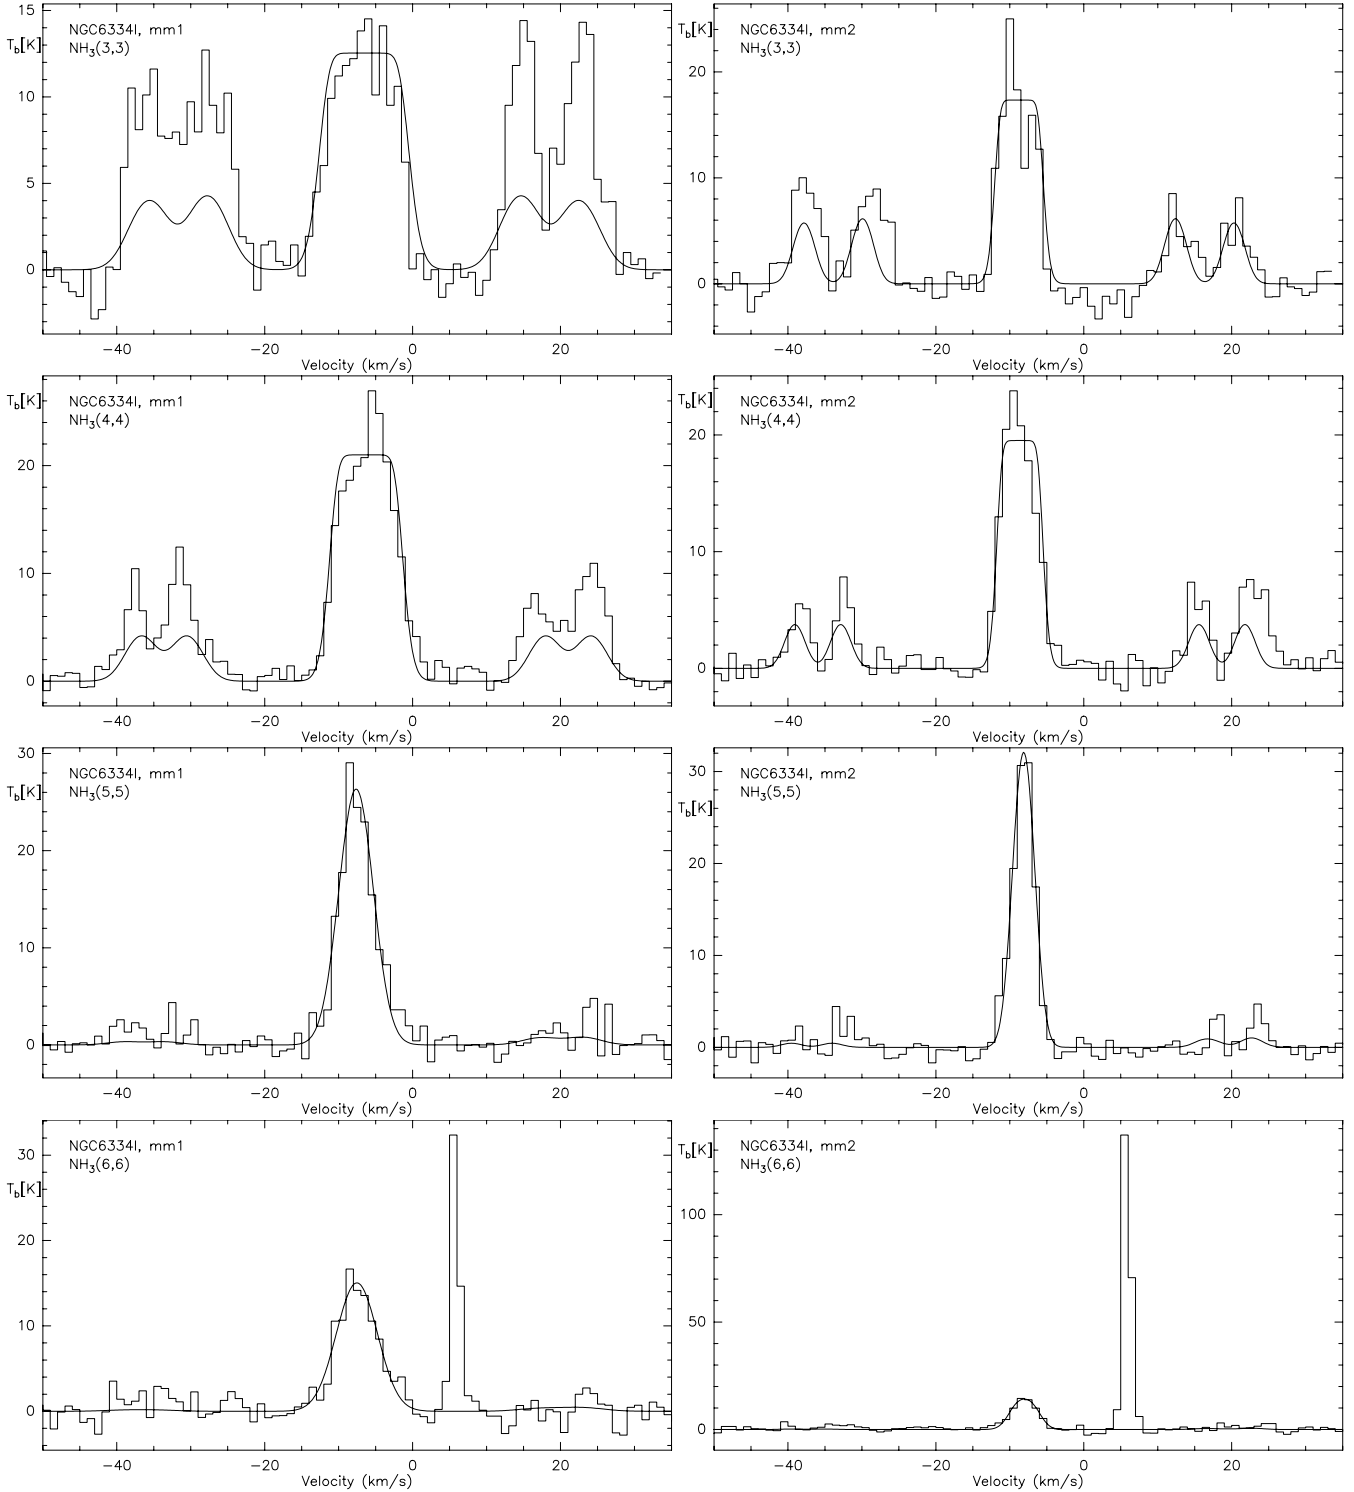 NGC6334I, mm1
NH3(3,3)
Tb[K]
15
10
5
0
−40 −20 0 20
Velocity (km/s)
NGC6334I, mm2
NH3(3,3)
Tb[K]
20
10
0
−40 −20 0 20
Velocity (km/s)
NGC6334I, mm1
NH3(4,4)
Tb[K]
20
10
0
−40 −20 0 20
Velocity (km/s)
NGC6334I, mm2
NH3(4,4)
Tb[K]
20
10
0
−40 −20 0 20
Velocity (km/s)
NGC6334I, mm1
NH3(5,5)
30
Tb[K]
20
10
0
−40 −20 0 20
Velocity (km/s)
NGC6334I, mm2
NH3(5,5)
30
Tb[K]
20
10
0
−40 −20 0 20
Velocity (km/s)
NGC6334I, mm1
NH3(6,6)
30
Tb[K]
20
10
0
−40 −20 0 20
Velocity (km/s)
NGC6334I, mm2
NH3(6,6)
Tb[K]
100
50
0
−40 −20 0 20
Velocity (km/s)